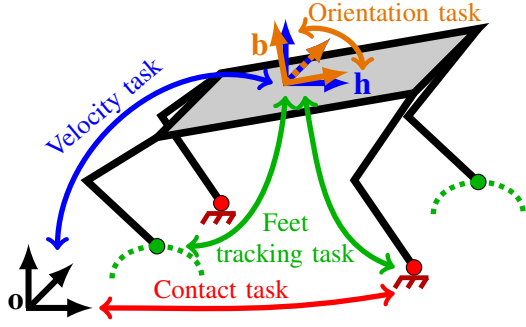 Orientation task
b
h
Velocity task
Feet
tracking task
o
Contact task